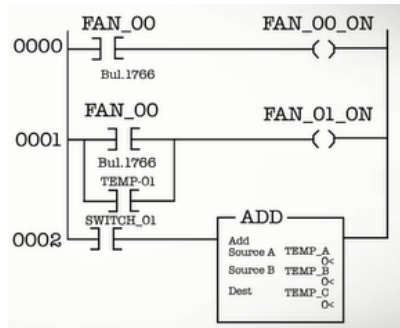 FAN_00 FAN_00_ON
0000
Bul.1766
FAN_00 FAN_01_ON
0001
Bul.1766
TEMP-01
SWITCH_01
0002
ADD
Add
Source A TEMP_A
0<
Source B TEMP_B
0<
Dest TEMP_C
0<